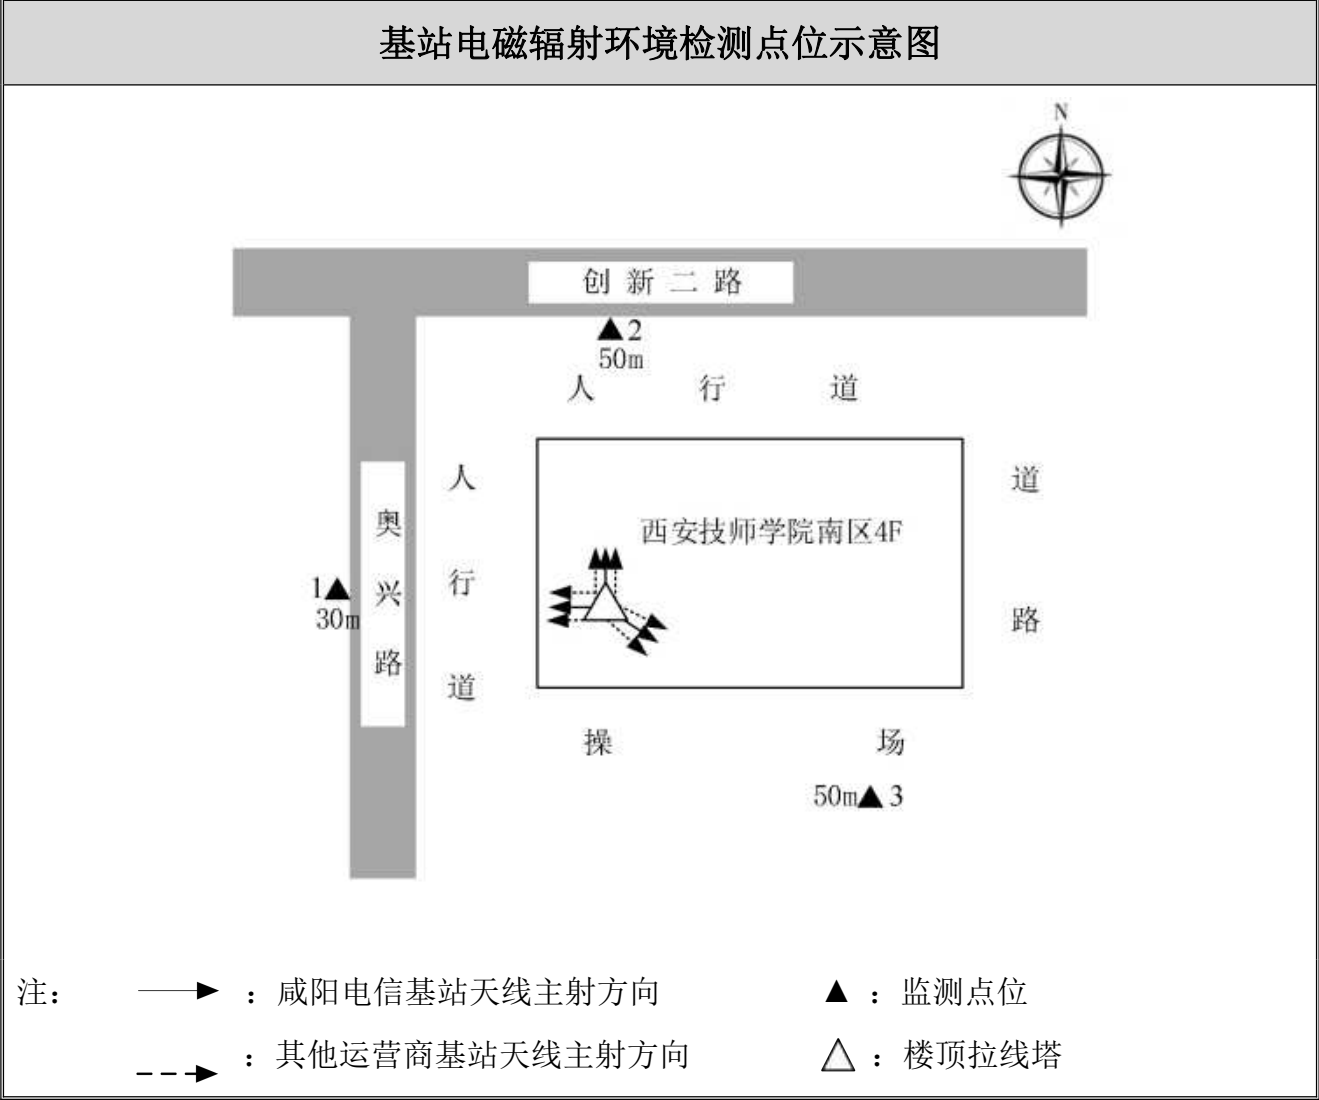 基站电磁辐射环境检测点位示意图
N
创新二路
▲2
50m
人行道
人行道
道路
西安技师学院南区4F
奥兴路
1▲
30m
操场
50m▲3
注：
：咸阳电信基站天线主射方向
▲：监测点位
：其他运营商基站天线主射方向
△：楼顶拉线塔